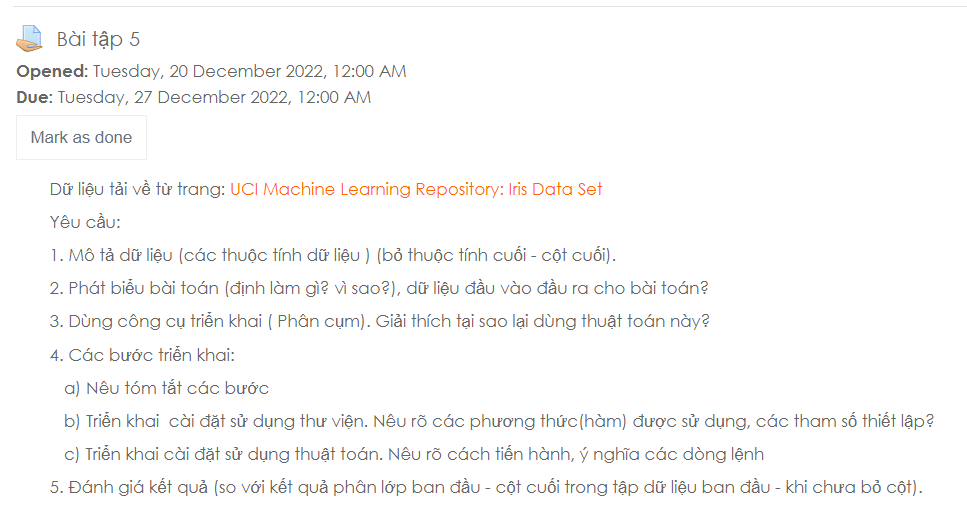 Bài tập 5
Opened: Tuesday, 20 December 2022, 12:00 AM
Due: Tuesday, 27 December 2022, 12:00 AM
Mark as done
Dữ liệu tải về từ trang: UCI Machine Learning Repository: Iris Data Set
Yêu cầu:
1. Mô tả dữ liệu (các thuộc tính dữ liệu ) (bỏ thuộc tính cuối - cột cuối).
2. Phát biểu bài toán (định làm gì? vì sao?), dữ liệu đầu vào đầu ra cho bài toán?
3. Dùng công cụ triển khai ( Phân cụm). Giải thích tại sao lại dùng thuật toán này?
4. Các bước triển khai:
a) Nêu tóm tắt các bước
b) Triển khai cài đặt sử dụng thư viện. Nêu rõ các phương thức(hàm) được sử dụng, các tham số thiết lập?
c) Triển khai cài đặt sử dụng thuật toán. Nêu rõ cách tiến hành, ý nghĩa các dòng lệnh
5. Đánh giá kết quả (so với kết quả phân lớp ban đầu - cột cuối trong tập dữ liệu ban đầu - khi chưa bỏ cột).